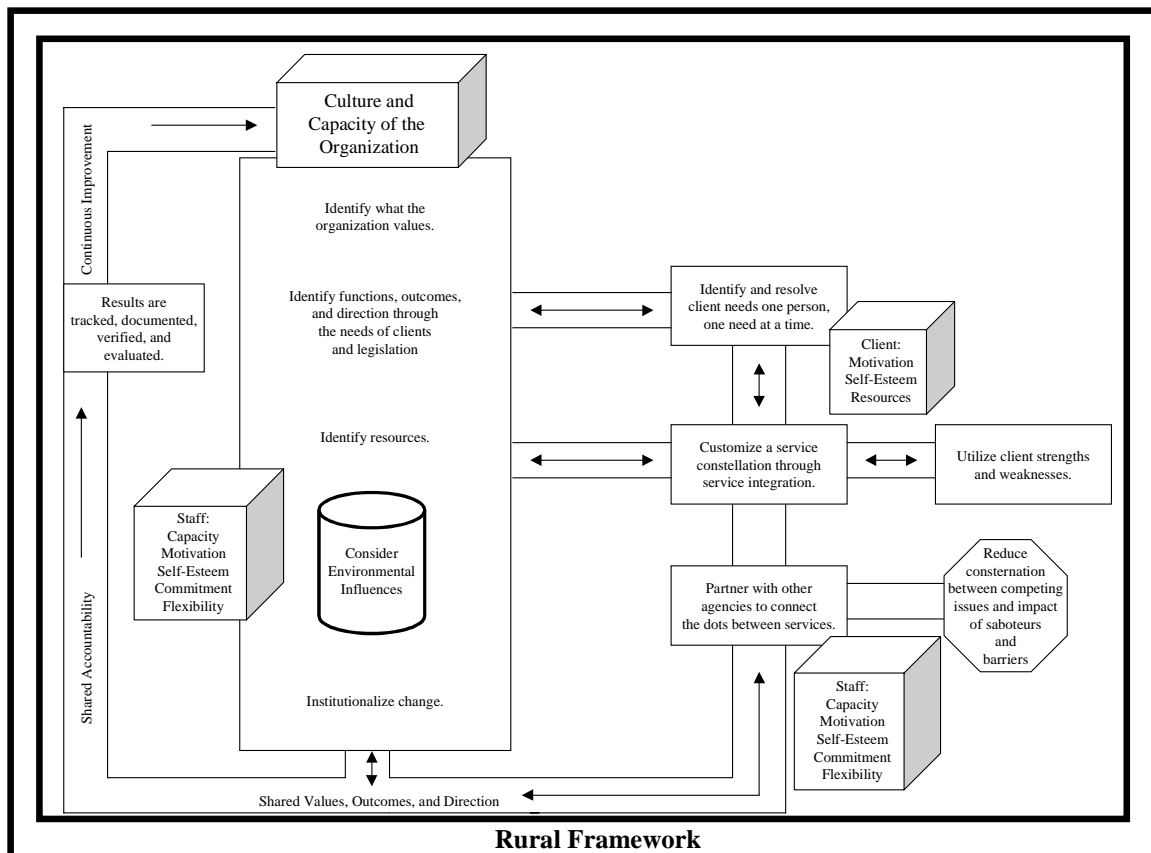 Culture and
Capacity of the
Organization
Continuous Improvement
Identify what the
organization values.
Results are
tracked, documented,
verified, and
evaluated.
Identify functions, outcomes,
and direction through
the needs of clients
and legislation
Identify and resolve
client needs one person,
one need at a time.
Client:
Motivation
Self-Esteem
Resources
Identify resources.
Customize a service
constellation through
service integration.
Utilize client strengths
and weaknesses.
Staff:
Capacity
Motivation
Self-Esteem
Commitment
Flexibility
Consider
Environmental
Influences
Partner with other
agencies to connect
the dots between services.
Reduce
consternation
between competing
issues and impact
of saboteurs
and
barriers
Shared Accountability
Institutionalize change.
Staff:
Capacity
Motivation
Self-Esteem
Commitment
Flexibility
Shared Values, Outcomes, and Direction
Rural Framework